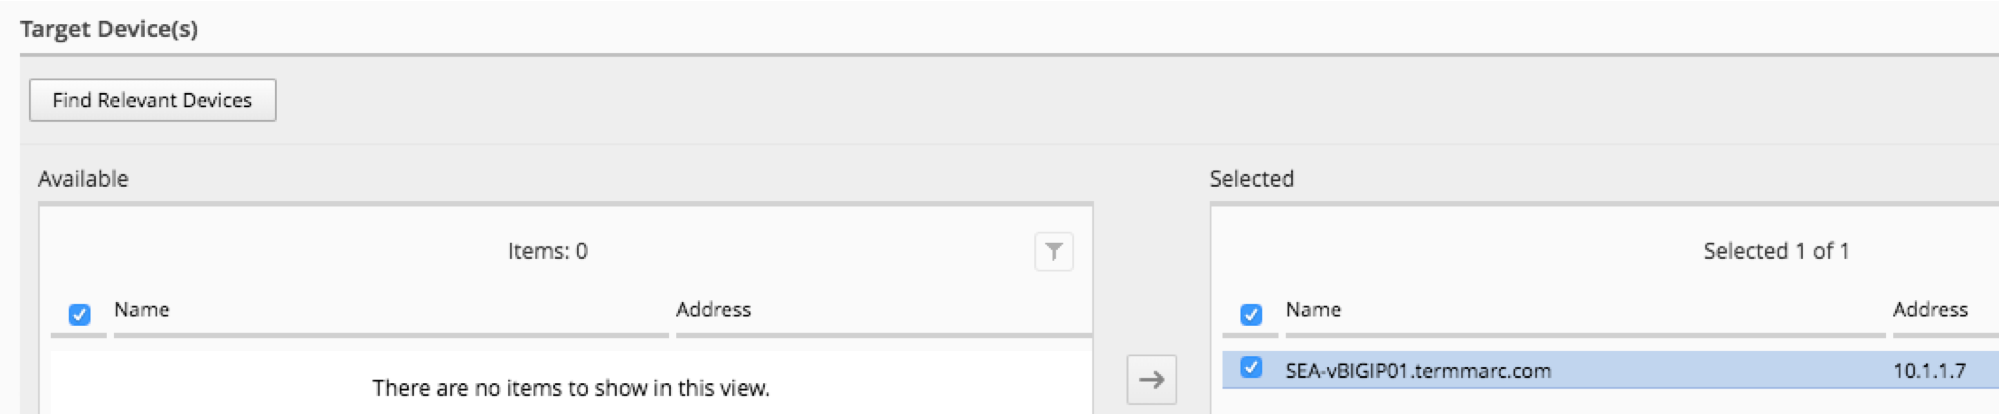 Target Device(s)
Find Relevant Devices
Available
Items: 0
Name Address
There are no items to show in this view.
Selected
Selected 1 of 1
Name Address
SEA-vBIGIP01.termmarc.com 10.1.1.7